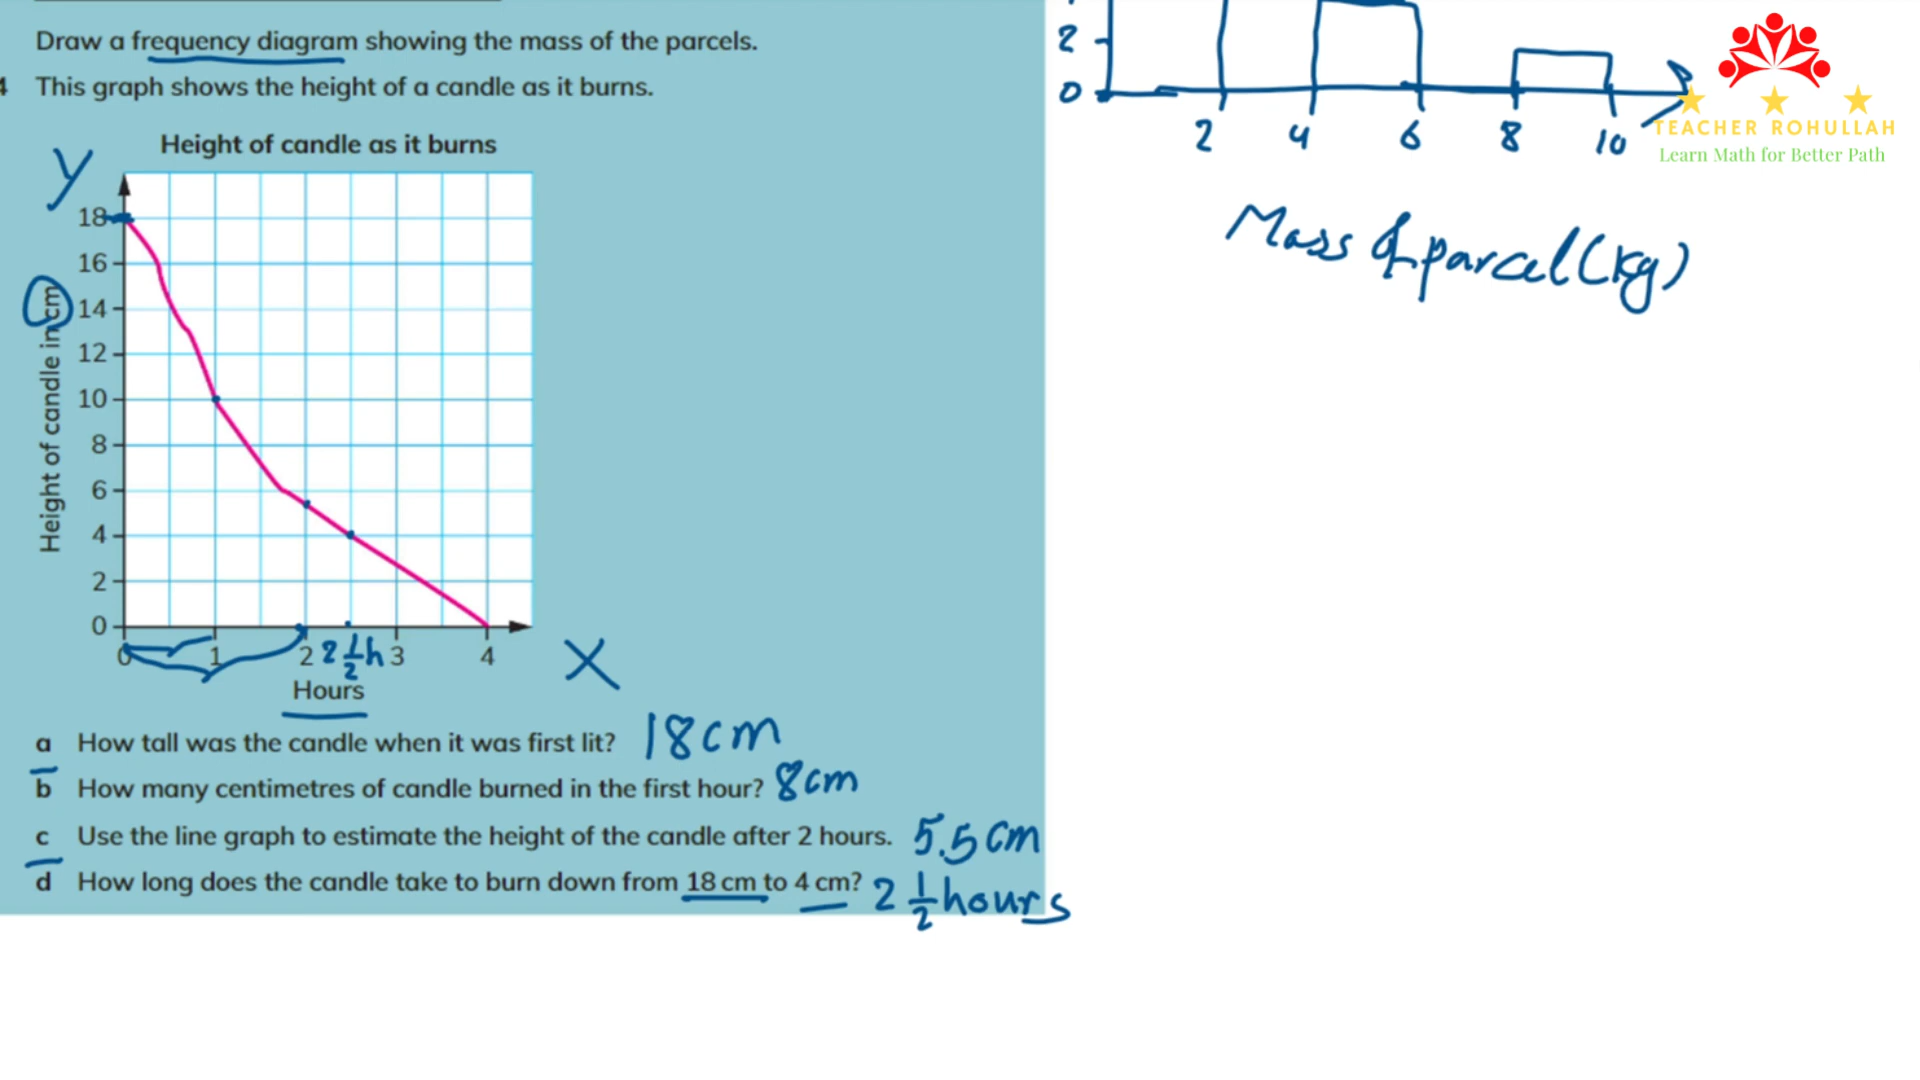 Draw a frequency diagram showing the mass of the parcels.
4 This graph shows the height of a candle as it burns.
Height of candle as it burns
y
18
16
14
12
10
8
6
4
2
0
Height of candle in cm
0 1 2 2 1/2 h 3 4
x
Hours
a How tall was the candle when it was first lit? 18cm
b How many centimetres of candle burned in the first hour? 8cm
c Use the line graph to estimate the height of the candle after 2 hours. 5.5cm
d How long does the candle take to burn down from 18 cm to 4 cm? 2 1/2 hours
2
0
2 4 6 8 10
Mass of parcel (kg)
TEACHER ROHULLAH
Learn Math for Better Path